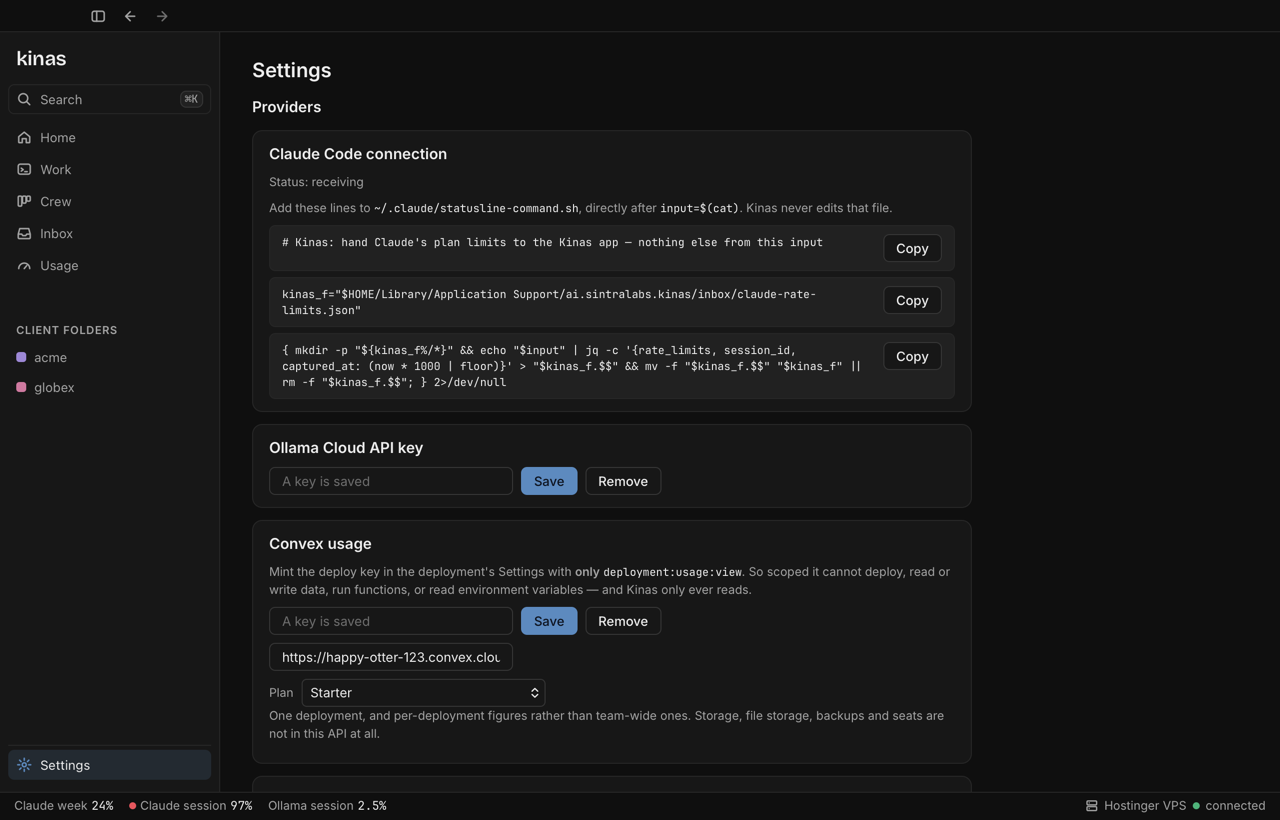 kinas
Search ⌘K
Home
Work
Crew
Inbox
Usage
CLIENT FOLDERS
acme
globex
Settings
Settings
Providers
Claude Code connection
Status: receiving
Add these lines to ~/.claude/statusline-command.sh, directly after input=$(cat). Kinas never edits that file.
# Kinas: hand Claude's plan limits to the Kinas app — nothing else from this input
Copy
kinas_f="$HOME/Library/Application Support/ai.sintralabs.kinas/inbox/claude-rate-
limits.json"
Copy
{ mkdir -p "${kinas_f%/*}" && echo "$input" | jq -c '{rate_limits, session_id,
captured_at: (now * 1000 | floor)}' > "$kinas_f.$$" && mv -f "$kinas_f.$$" "$kinas_f" ||
rm -f "$kinas_f.$$"; } 2>/dev/null
Copy
Ollama Cloud API key
A key is saved Save Remove
Convex usage
Mint the deploy key in the deployment's Settings with only deployment:usage:view. So scoped it cannot deploy, read or
write data, run functions, or read environment variables — and Kinas only ever reads.
A key is saved Save Remove
https://happy-otter-123.convex.clou
Plan Starter
One deployment, and per-deployment figures rather than team-wide ones. Storage, file storage, backups and seats are
not in this API at all.
Claude week 24% Claude session 97% Ollama session 2.5% Hostinger VPS connected